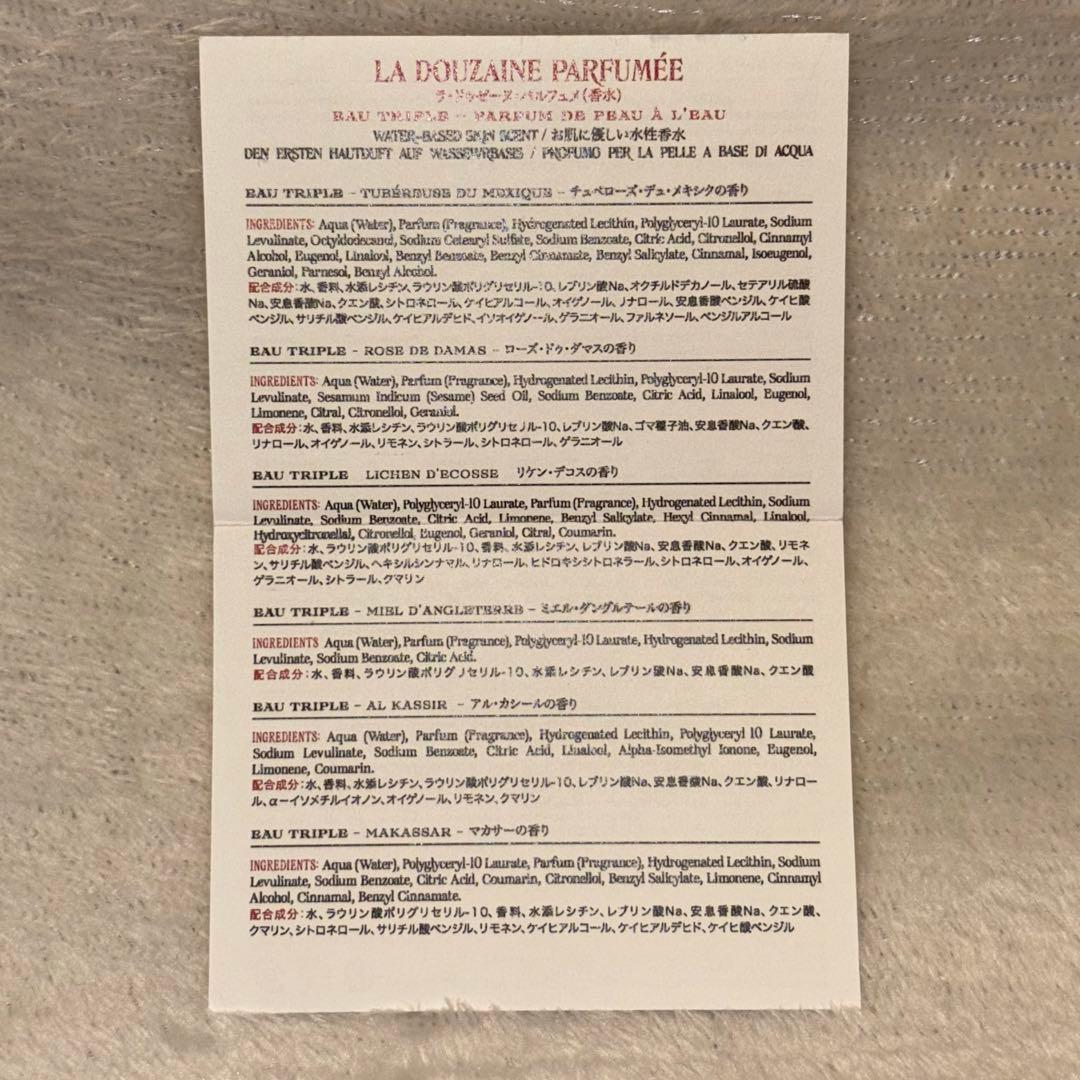 LA DOUZAINE PARFUMÉE
ラ・ドゥゼーヌ・パルフュメ(香水)
EAU TRIPLE - PARFUM DE PEAU À L'EAU
WATER-BASED SKIN SCENT / お肌に優しい水性香水
DEN ERSTEN HAUTDUFT AUF WASSEWRBASIS / PROFUMO PER LA PELLE A BASE DI ACQUA
EAU TRIPLE - TUBÉREUSE DU MEXIQUE - チュベローズ・デュ・メキシクの香り
INGREDIENTS: Aqua (Water), Parfum (Fragrance), Hydrogenated Lecithin, Polyglyceryl-10 Laurate, Sodium
Levulinate, Octyldodecanol, Sodium Cetearyl Sulfate, Sodium Benzoate, Citric Acid, Citronellol, Cinnamyl
Alcohol, Eugenol, Linalool, Benzyl Benzoate, Benzyl Cinnamate, Benzyl Salicylate, Cinnamal, Isoeugenol,
Geraniol, Farnesol, Benzyl Alcohol.
配合成分:水、香料、水添レシチン、ラウリン酸ポリグリセリル-10、レブリン酸Na、オクチルドデカノール、セテアリル硫酸
Na、安息香酸Na、クエン酸、シトロネロール、ケイヒアルコール、オイゲノール、リナロール、安息香酸ベンジル、ケイヒ酸
ベンジル、サリチル酸ベンジル、ケイヒアルデヒド、イソオイゲノール、ゲラニオール、ファルネソール、ベンジルアルコール
EAU TRIPLE - ROSE DE DAMAS - ローズ・ドゥ・ダマスの香り
INGREDIENTS: Aqua (Water), Parfum (Fragrance), Hydrogenated Lecithin, Polyglyceryl-10 Laurate, Sodium
Levulinate, Sesamum Indicum (Sesame) Seed Oil, Sodium Benzoate, Citric Acid, Linalool, Eugenol,
Limonene, Citral, Citronellol, Geraniol.
配合成分:水、香料、水添レシチン、ラウリン酸ポリグリセリル-10、レブリン酸Na、ゴマ種子油、安息香酸Na、クエン酸、
リナロール、オイゲノール、リモネン、シトラール、シトロネロール、ゲラニオール
EAU TRIPLE LICHEN D'ECOSSE リケン・デコスの香り
INGREDIENTS: Aqua (Water), Polyglyceryl-10 Laurate, Parfum (Fragrance), Hydrogenated Lecithin, Sodium
Levulinate, Sodium Benzoate, Citric Acid, Limonene, Benzyl Salicylate, Hexyl Cinnamal, Linalool,
Hydroxycitronellal, Citronellol, Eugenol, Geraniol, Citral, Coumarin.
配合成分:水、ラウリン酸ポリグリセリル-10、香料、水添レシチン、レブリン酸Na、安息香酸Na、クエン酸、リモネ
ン、サリチル酸ベンジル、ヘキシルシンナマル、リナロール、ヒドロキシシトロネラール、シトロネロール、オイゲノール、
ゲラニオール、シトラール、クマリン
EAU TRIPLE - MIEL D'ANGLETERRE - ミエル・ダングルテールの香り
INGREDIENTS Aqua (Water), Parfum (Fragrance), Polyglyceryl-10 Laurate, Hydrogenated Lecithin, Sodium
Levulinate, Sodium Benzoate, Citric Acid.
配合成分:水、香料、ラウリン酸ポリグリセリル-10、水添レシチン、レブリン酸Na、安息香酸Na、クエン酸
EAU TRIPLE - AL KASSIR - アル・カシールの香り
INGREDIENTS: Aqua (Water), Parfum (Fragrance), Hydrogenated Lecithin, Polyglyceryl 10 Laurate,
Sodium Levulinate, Sodium Benzoate, Citric Acid, Linalool, Alpha-Isomethyl Ionone, Eugenol,
Limonene, Coumarin.
配合成分:水、香料、水添レシチン、ラウリン酸ポリグリセリル-10、レブリン酸Na、安息香酸Na、クエン酸、リナロー
ル、α-イソメチルイオノン、オイゲノール、リモネン、クマリン
EAU TRIPLE - MAKASSAR - マカサーの香り
INGREDIENTS: Aqua (Water), Polyglyceryl-10 Laurate, Parfum (Fragrance), Hydrogenated Lecithin, Sodium
Levulinate, Sodium Benzoate, Citric Acid, Coumarin, Citronellol, Benzyl Salicylate, Limonene, Cinnamyl
Alcohol, Cinnamal, Benzyl Cinnamate.
配合成分:水、ラウリン酸ポリグリセリル-10、香料、水添レシチン、レブリン酸Na、安息香酸Na、クエン酸、
クマリン、シトロネロール、サリチル酸ベンジル、リモネン、ケイヒアルコール、ケイヒアルデヒド、ケイヒ酸ベンジル